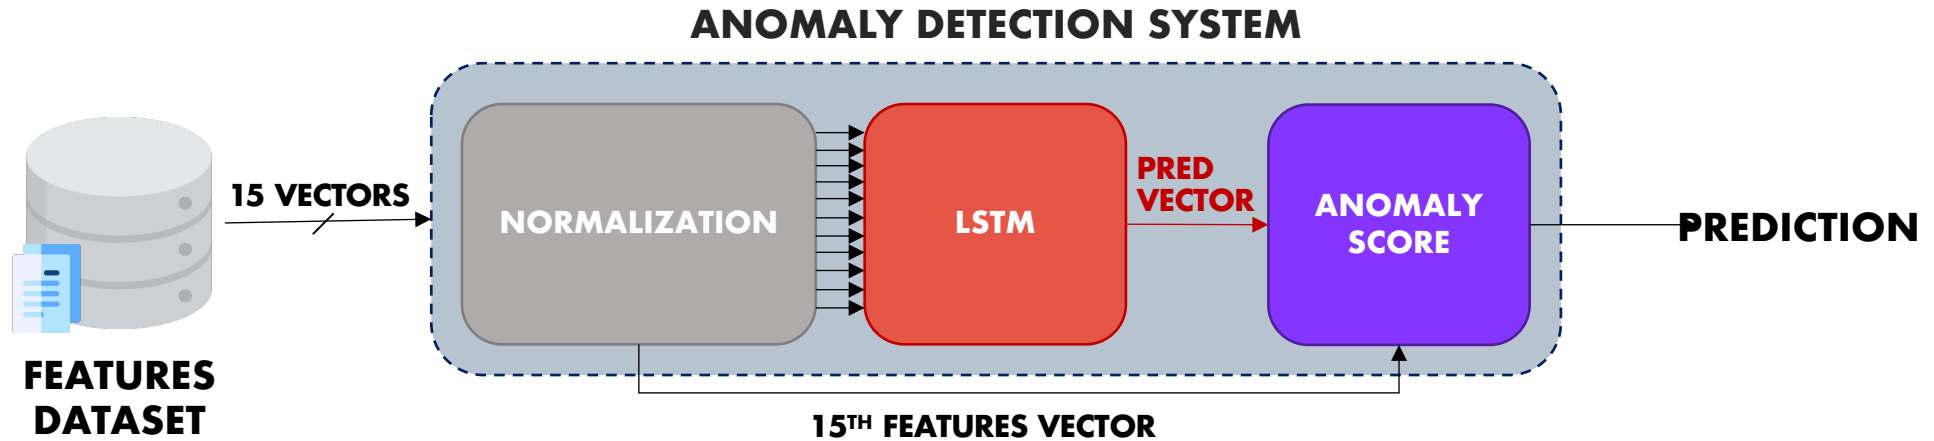 ANOMALY DETECTION SYSTEM
15 VECTORS
NORMALIZATION
LSTM
PRED
VECTOR
ANOMALY
SCORE
PREDICTION
FEATURES
DATASET
15TH FEATURES VECTOR